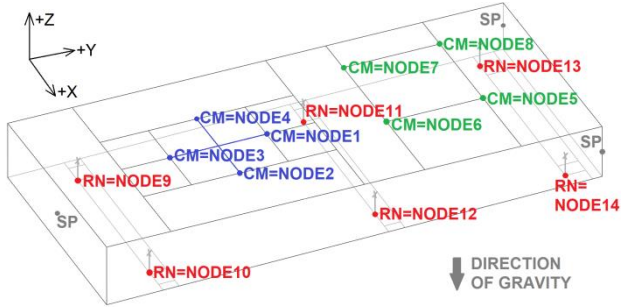 +Z
+Y
+X
SP
CM=NODE8
CM=NODE7
RN=NODE13
CM=NODE5
RN=NODE11
CM=NODE4
CM=NODE6
CM=NODE1
SP
CM=NODE3
CM=NODE2
RN=NODE9
RN=
NODE14
SP
RN=NODE12
RN=NODE10
DIRECTION
OF GRAVITY